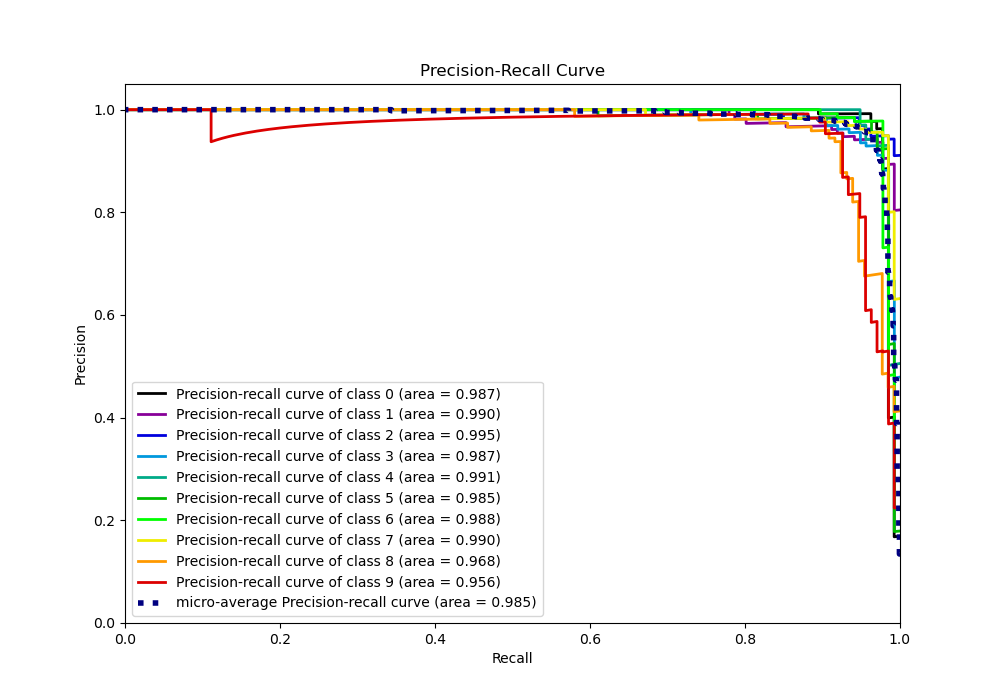 Precision-Recall Curve
1.0
0.8
0.6
0.4
0.2
0.0
Precision
Precision-recall curve of class 0 (area = 0.987)
Precision-recall curve of class 1 (area = 0.990)
Precision-recall curve of class 2 (area = 0.995)
Precision-recall curve of class 3 (area = 0.987)
Precision-recall curve of class 4 (area = 0.991)
Precision-recall curve of class 5 (area = 0.985)
Precision-recall curve of class 6 (area = 0.988)
Precision-recall curve of class 7 (area = 0.990)
Precision-recall curve of class 8 (area = 0.968)
Precision-recall curve of class 9 (area = 0.956)
micro-average Precision-recall curve (area = 0.985)
0.0 0.2 0.4 0.6 0.8 1.0
Recall